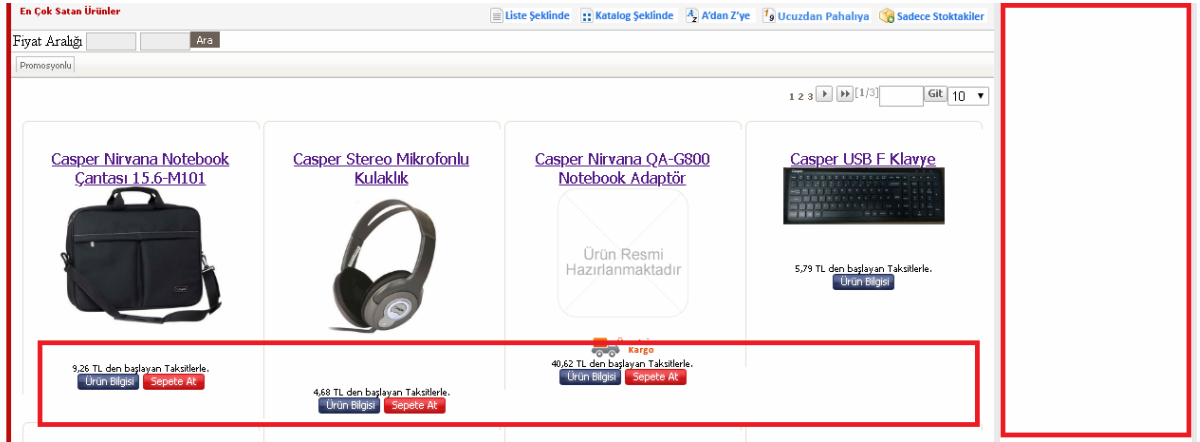 En Çok Satan Ürünler
Liste Şeklinde
Katalog Şeklinde
A'dan Z'ye
Ucuzdan Pahalıya
Sadece Stoktakiler
Fiyat Aralığı
Ara
Promosyonlu
1 2 3 [1/3] Git 10
Casper Nirvana Notebook
Çantası 15.6-M101
9,26 TL den başlayan Taksitlerle.
Ürün Bilgisi
Sepete At
Casper Stereo Mikrofonlu
Kulaklık
4,68 TL den başlayan Taksitlerle.
Ürün Bilgisi
Sepete At
Casper Nirvana QA-G800
Notebook Adaptör
Ürün Resmi
Hazırlanmaktadır
Kargo
40,62 TL den başlayan Taksitlerle.
Ürün Bilgisi
Sepete At
Casper USB F Klavye
5,79 TL den başlayan Taksitlerle.
Ürün Bilgisi